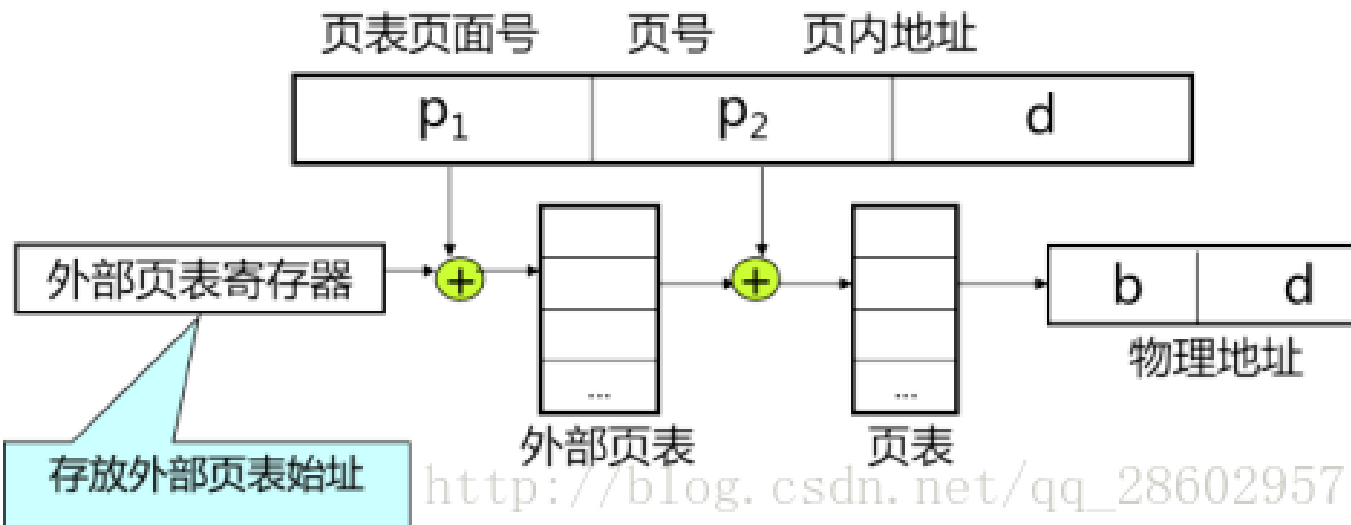 页表页面号 页号 页内地址
p₁ p₂ d
外部页表寄存器 + + b d
物理地址
... ...
外部页表 页表
存放外部页表始址
http://blog.csdn.net/qq_28602957